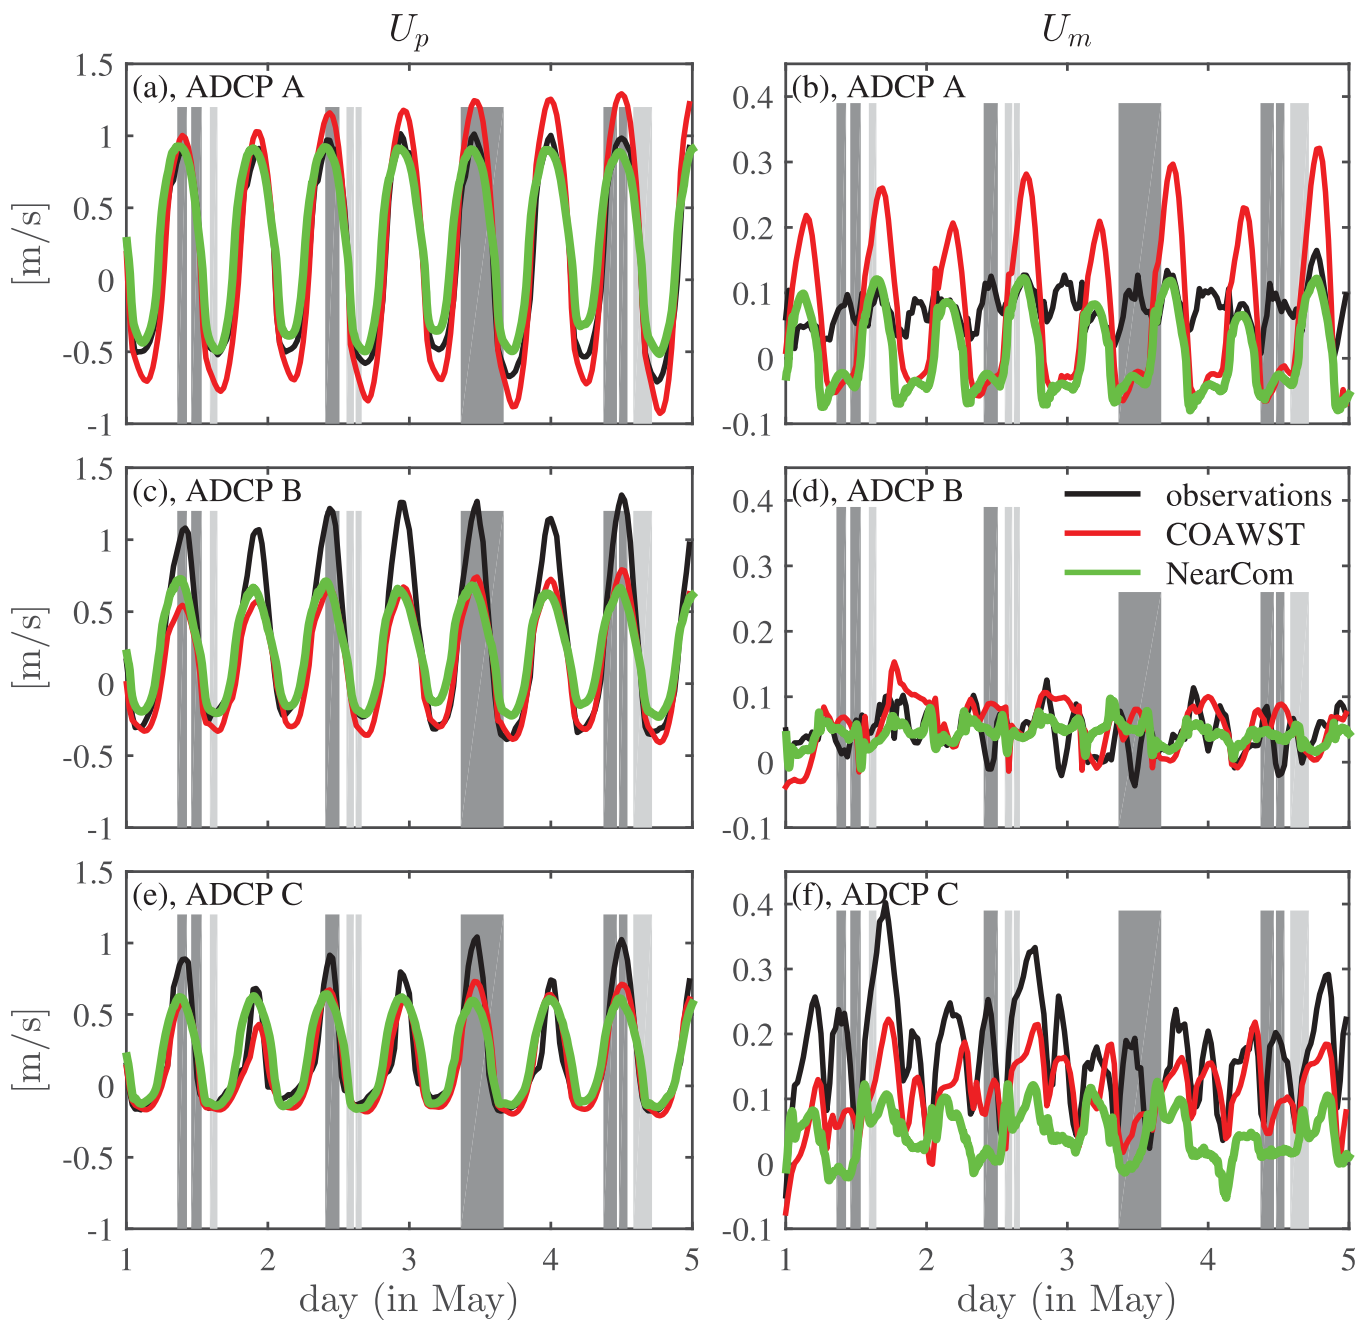 U_p
U_m
(a), ADCP A
1.5
1
0.5
0
-0.5
-1
[m/s]
(b), ADCP A
0.4
0.3
0.2
0.1
0
-0.1
(c), ADCP B
1.5
1
0.5
0
-0.5
-1
[m/s]
(d), ADCP B
0.4
0.3
0.2
0.1
0
-0.1
observations
COAWST
NearCom
(e), ADCP C
1.5
1
0.5
0
-0.5
-1
[m/s]
1 2 3 4 5
day (in May)
(f), ADCP C
0.4
0.3
0.2
0.1
0
-0.1
1 2 3 4 5
day (in May)